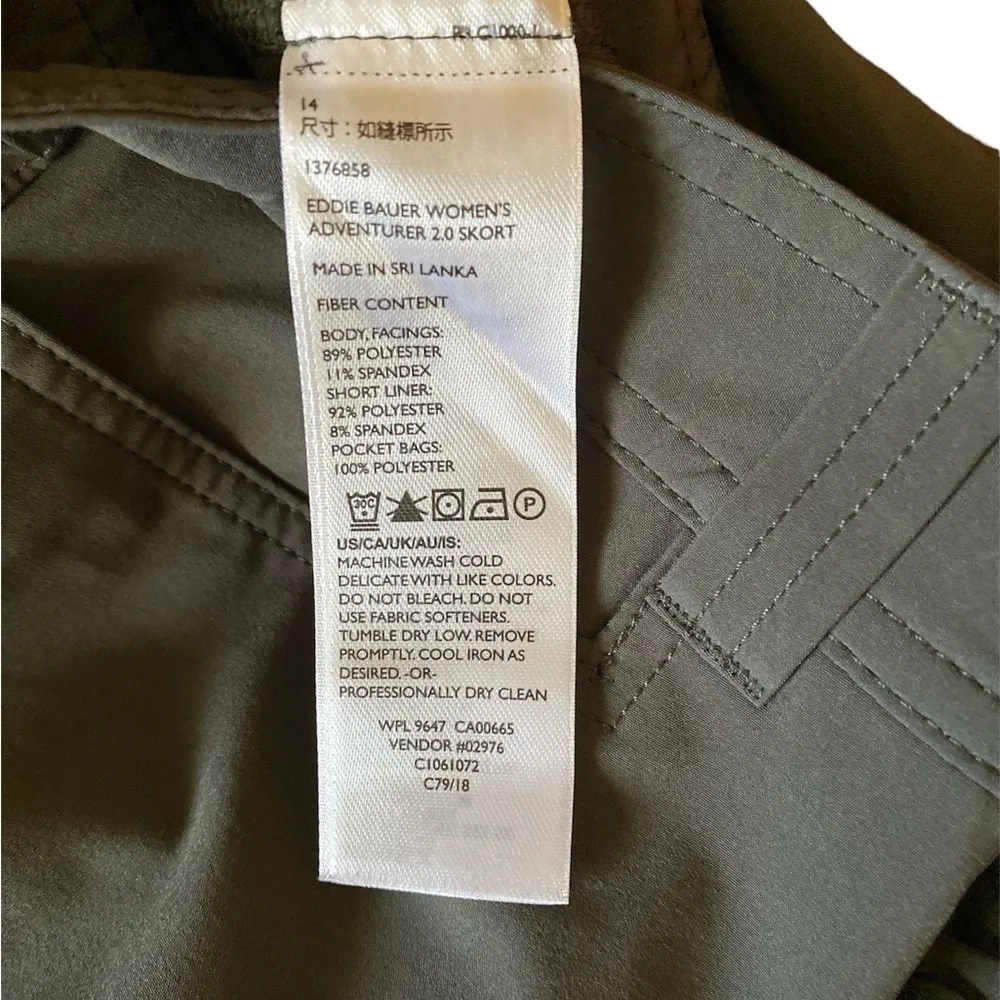 14
尺寸：如縫標所示
1376858
EDDIE BAUER WOMEN'S
ADVENTURER 2.0 SKORT
MADE IN SRI LANKA
FIBER CONTENT
BODY, FACINGS:
89% POLYESTER
11% SPANDEX
SHORT LINER:
92% POLYESTER
8% SPANDEX
POCKET BAGS:
100% POLYESTER
30C P
US/CA/UK/AU/IS:
MACHINE WASH COLD
DELICATE WITH LIKE COLORS.
DO NOT BLEACH. DO NOT
USE FABRIC SOFTENERS.
TUMBLE DRY LOW. REMOVE
PROMPTLY. COOL IRON AS
DESIRED. -OR-
PROFESSIONALLY DRY CLEAN
WPL 9647 CA00665
VENDOR #02976
C1061072
C79/18